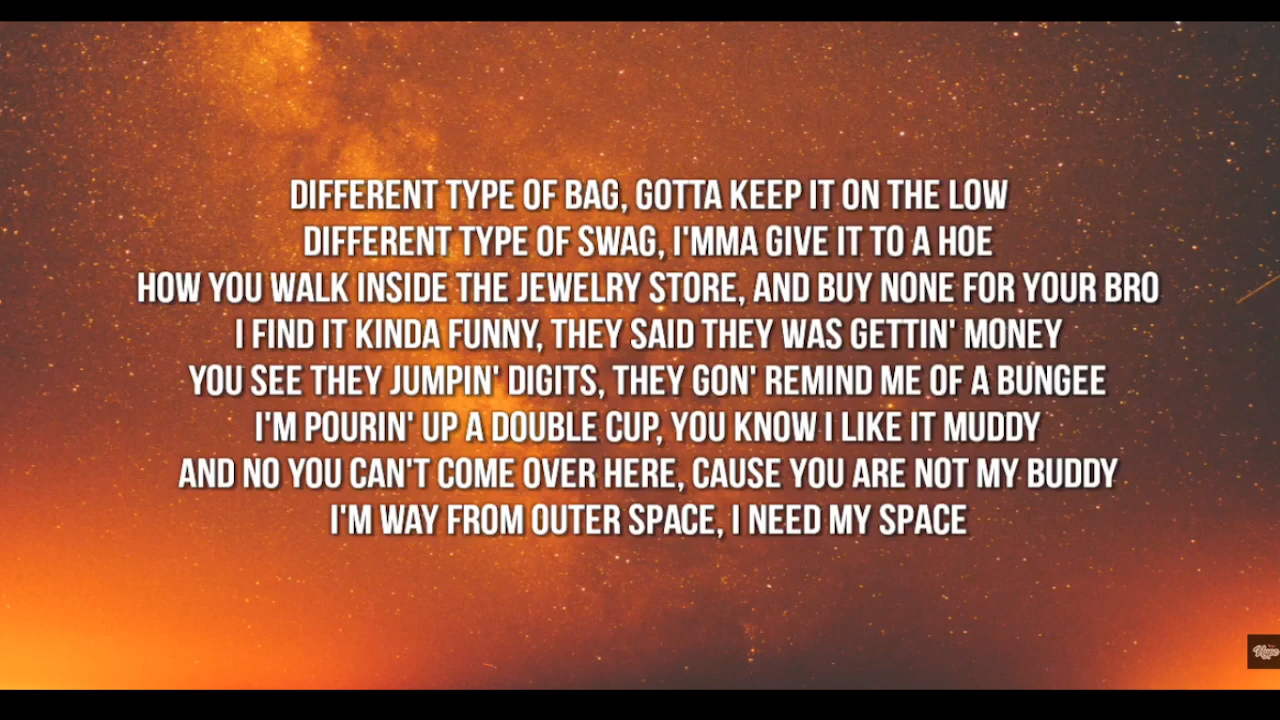 DIFFERENT TYPE OF BAG, GOTTA KEEP IT ON THE LOW
DIFFERENT TYPE OF SWAG, I'MMA GIVE IT TO A HOE
HOW YOU WALK INSIDE THE JEWELRY STORE, AND BUY NONE FOR YOUR BRO
I FIND IT KINDA FUNNY, THEY SAID THEY WAS GETTIN' MONEY
YOU SEE THEY JUMPIN' DIGITS, THEY GON' REMIND ME OF A BUNGEE
I'M POURIN' UP A DOUBLE CUP, YOU KNOW I LIKE IT MUDDY
AND NO YOU CAN'T COME OVER HERE, CAUSE YOU ARE NOT MY BUDDY
I'M WAY FROM OUTER SPACE, I NEED MY SPACE
Hype